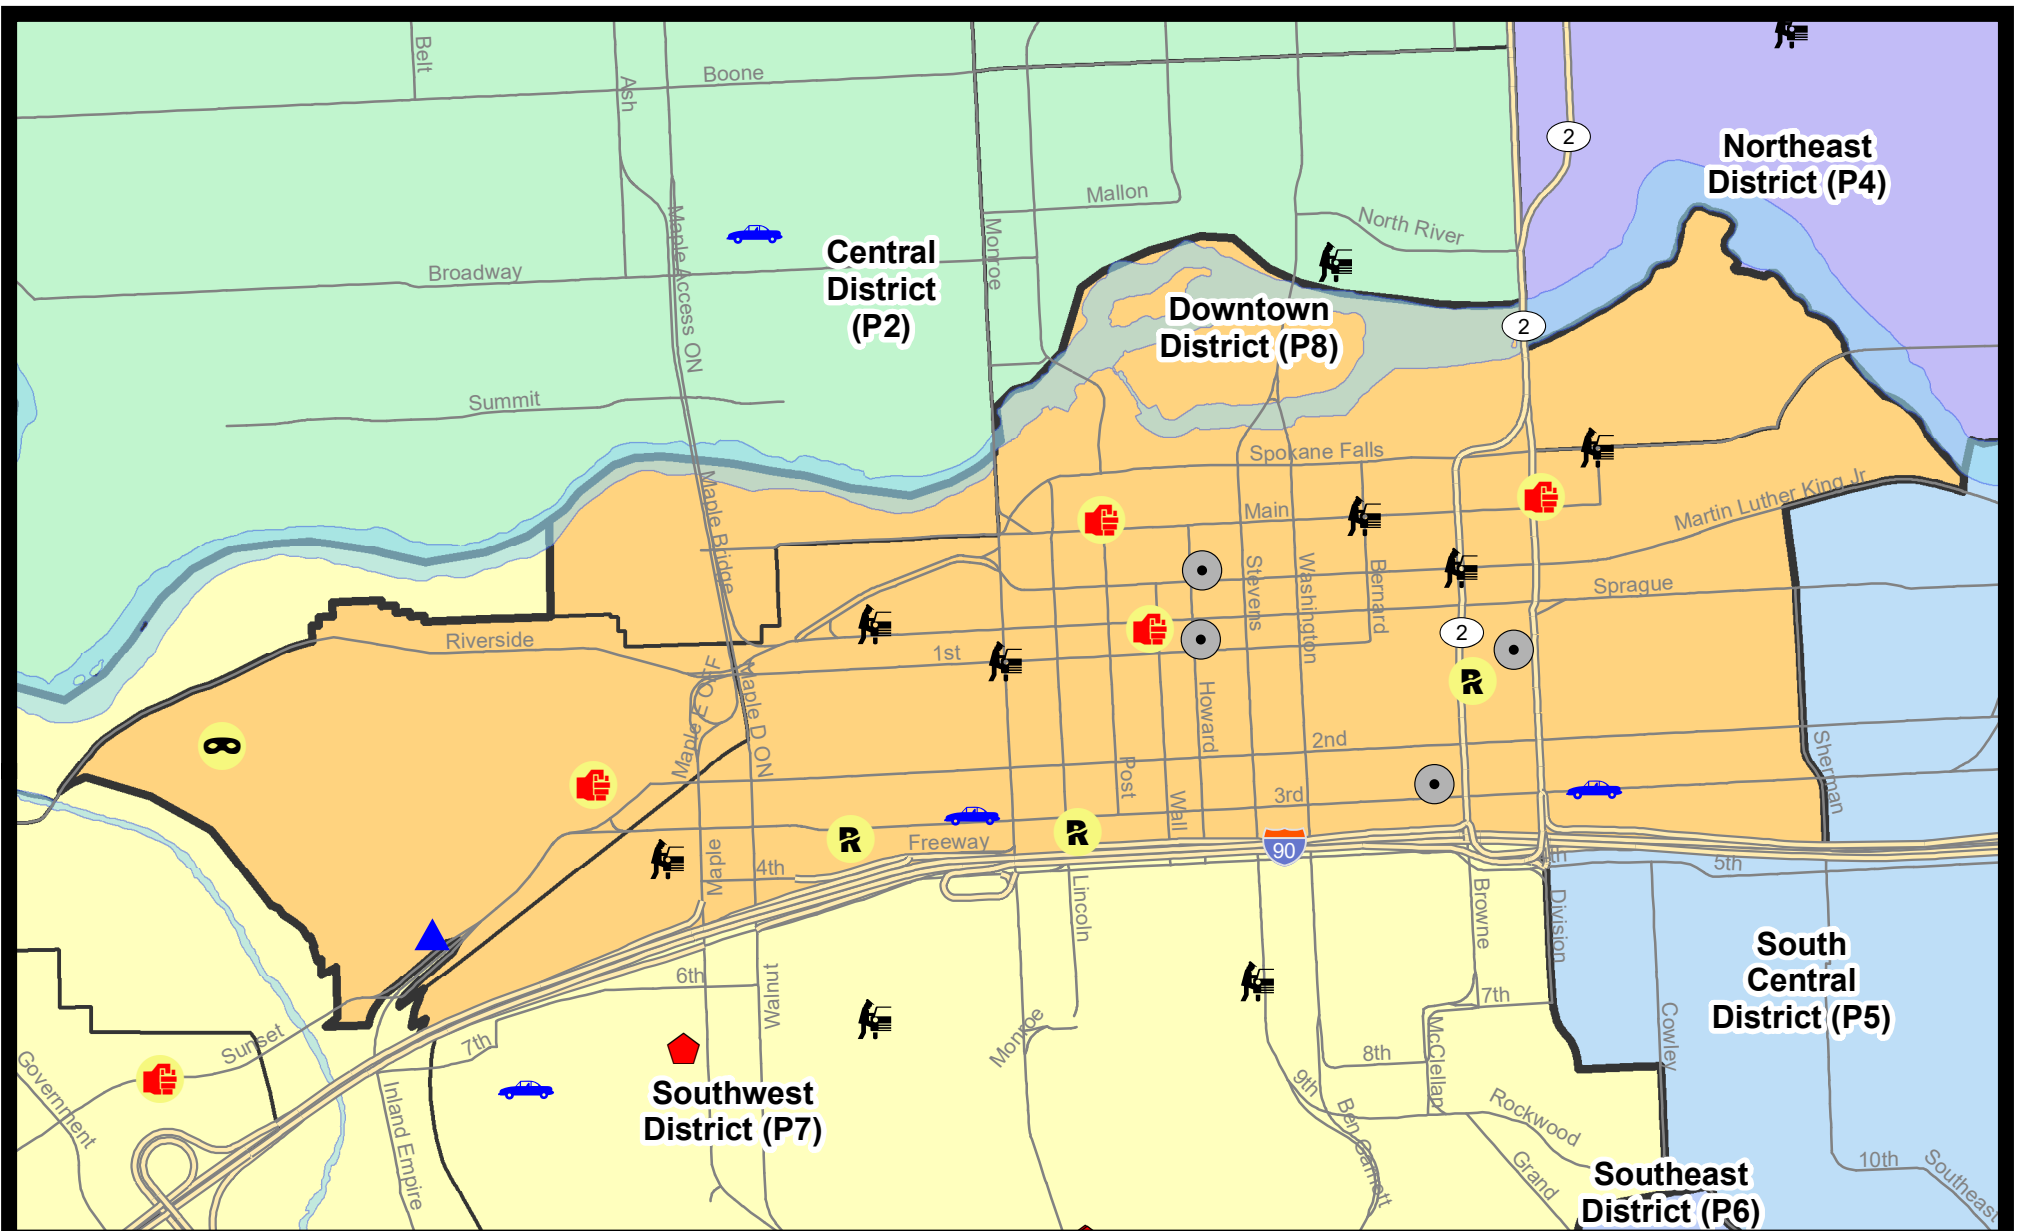 Belt
Ash
Boone
2
Northeast
District (P4)
Mallon
North River
Maple Access ON
Monroe
Central
District
(P2)
Broadway
Downtown
District (P8)
2
Summit
Spokane Falls
Main
Martin Luther King Jr
Maple Bridge
Stevens
Washington
Bernard
Sprague
2
Riverside
1st
Maple E OFF
Maple D ON
Howard
2nd
Sherman
Post
3rd
Wall
Freeway
90
Maple
4th
4th
5th
Lincoln
Browne
Division
South
Central
District (P5)
6th
Walnut
7th
Cowley
Sunset
7th
Monroe
McClellan
8th
Government
Inland Empire
Southwest
District (P7)
9th
Ben Garnett
Rockwood
Grand
10th
Southeast
Southeast
District (P6)